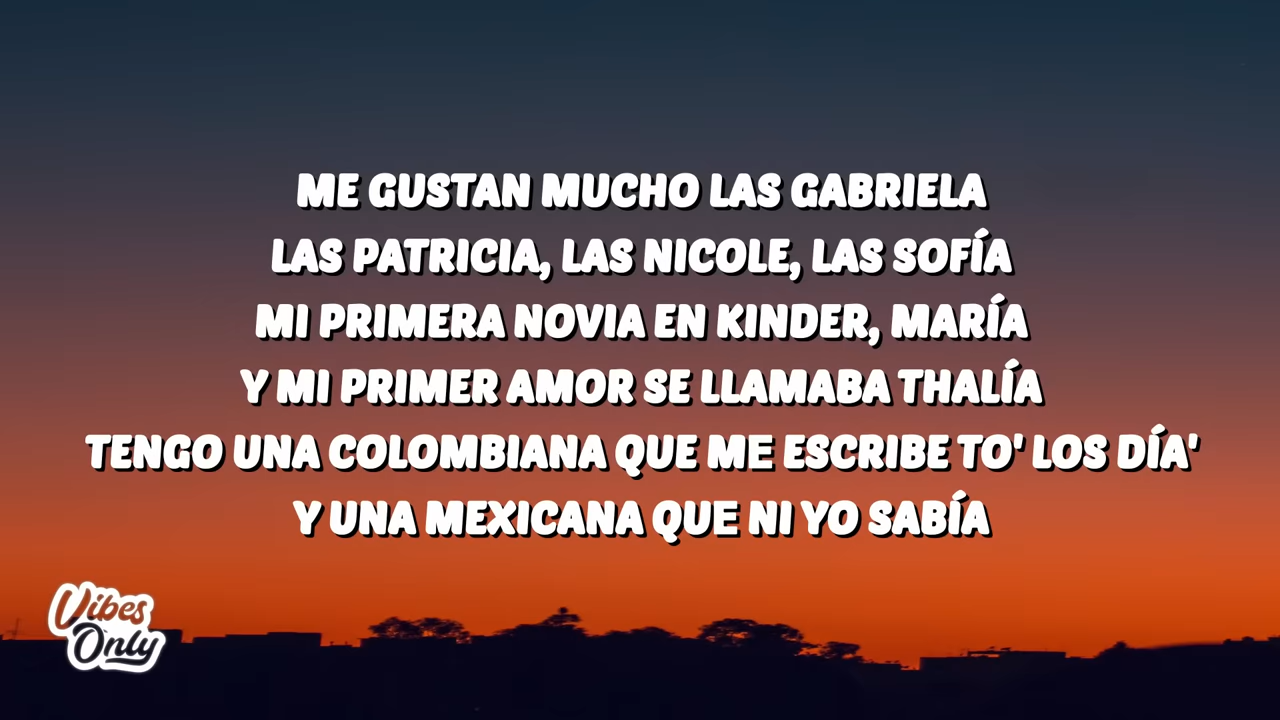 ME GUSTAN MUCHO LAS GABRIELA
LAS PATRICIA, LAS NICOLE, LAS SOFÍA
MI PRIMERA NOVIA EN KINDER, MARÍA
Y MI PRIMER AMOR SE LLAMABA THALÍA
TENGO UNA COLOMBIANA QUE ME ESCRIBE TO' LOS DÍA'
Y UNA MEXICANA QUE NI YO SABÍA
Vibes
Only